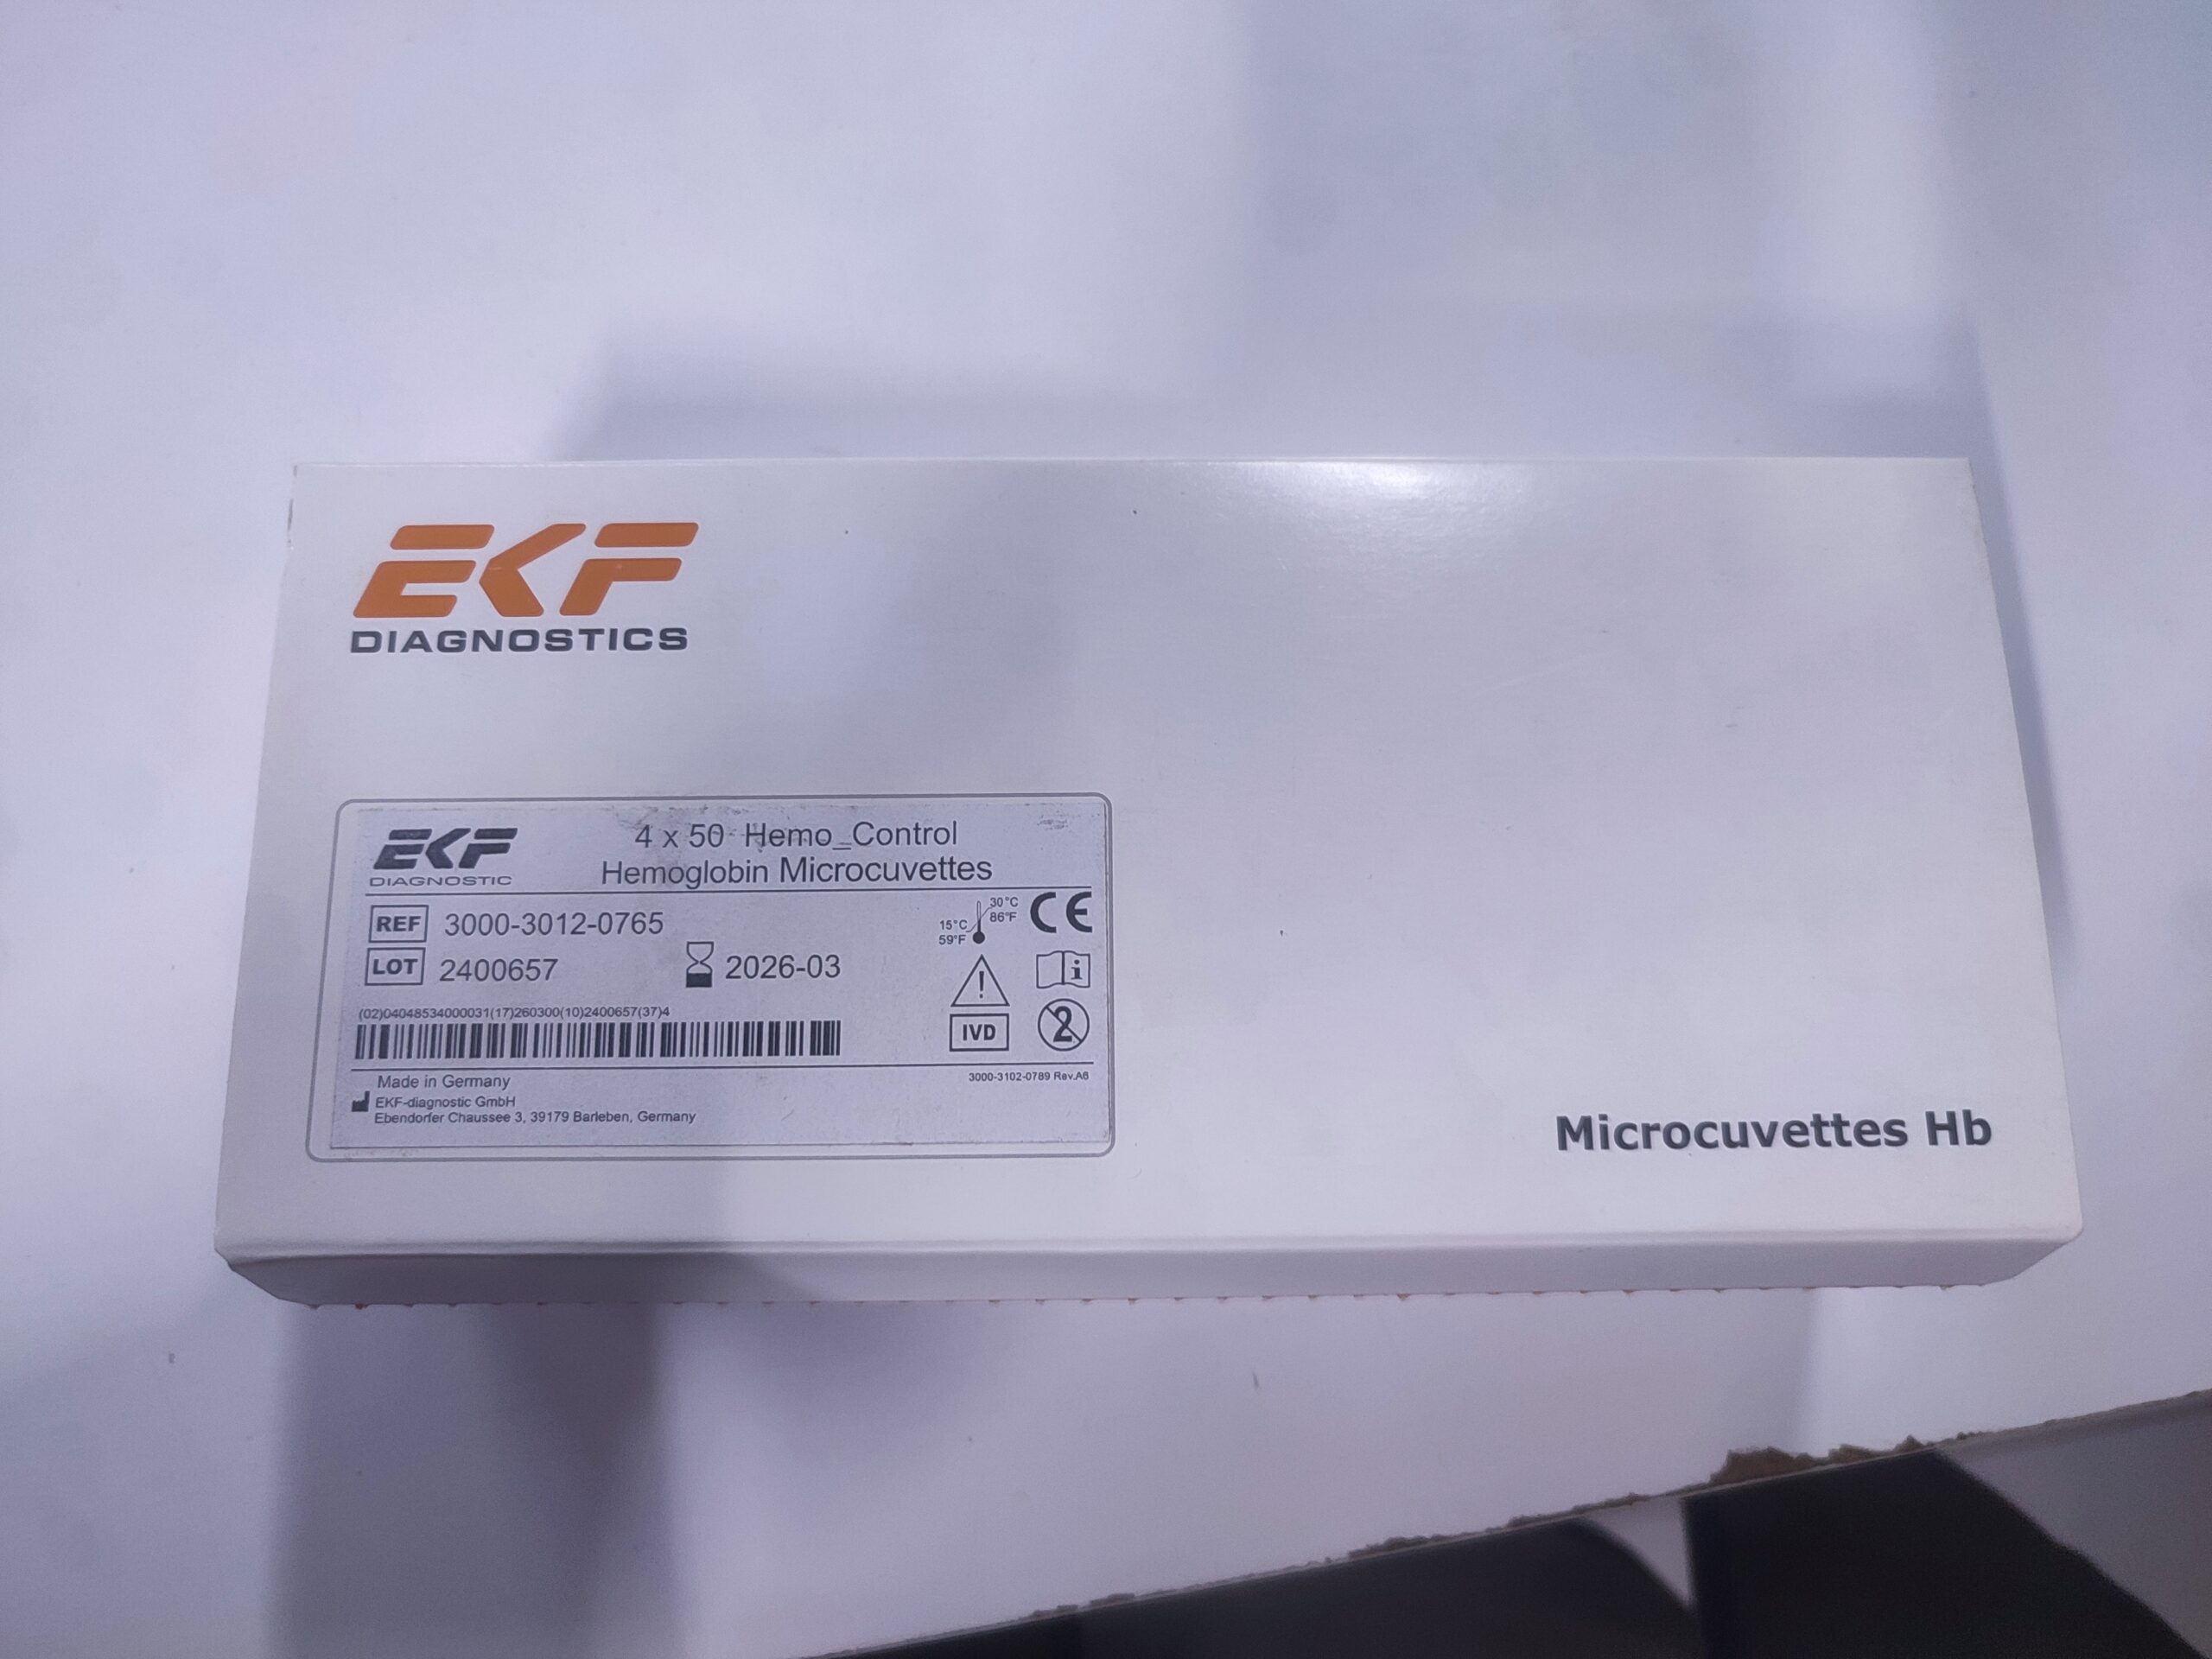 EKF
DIAGNOSTICS
EKF
DIAGNOSTIC
4 x 50 Hemo_Control
Hemoglobin Microcuvettes
REF 3000-3012-0765
LOT 2400657 2026-03
15°C 59°F 30°C 86°F CE
(02)04048534000031(17)260300(10)2400657(37)4
! i
IVD 2
Made in Germany
3000-3102-0789 Rev.A6
EKF-diagnostic GmbH
Ebendorfer Chaussee 3, 39179 Barleben, Germany
Microcuvettes Hb